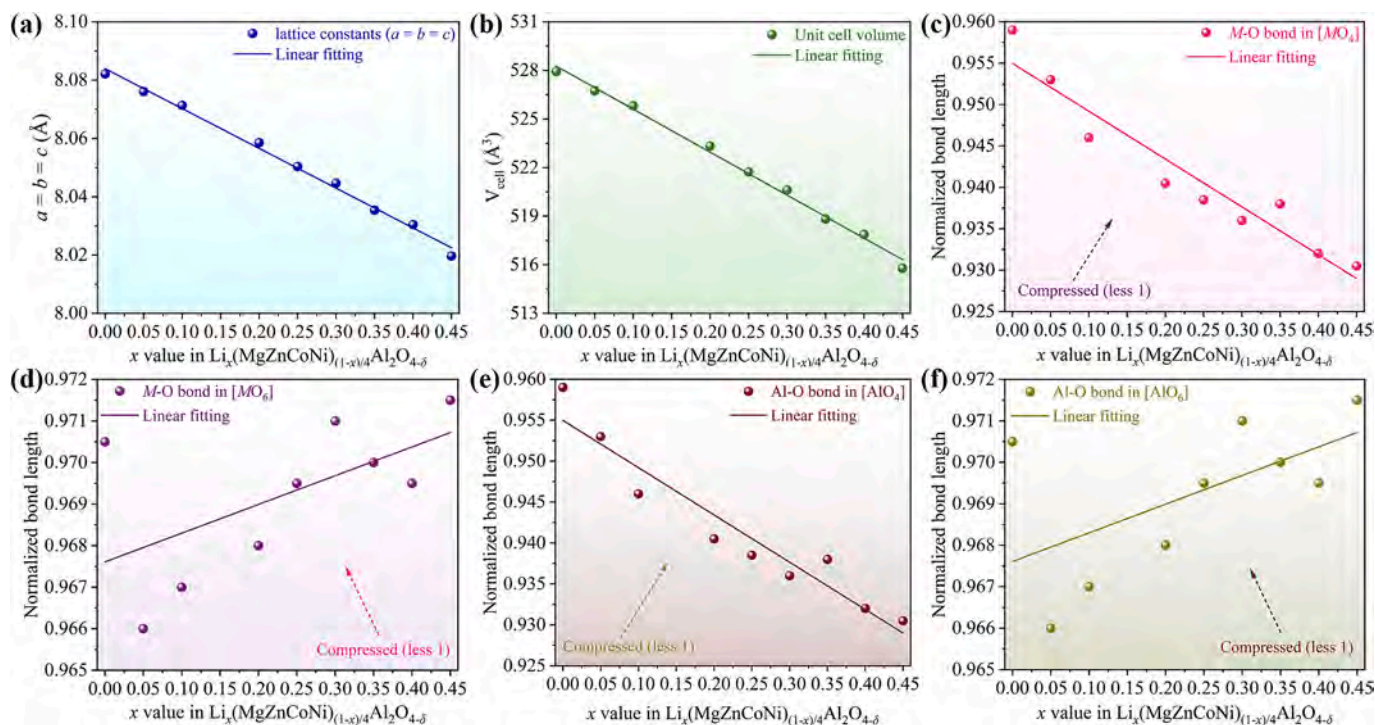 (a)
8.10
8.08
8.06
8.04
8.02
8.00
a = b = c (Å)
lattice constants (a = b = c)
Linear fitting
0.00 0.05 0.10 0.20 0.25 0.30 0.35 0.40 0.45
x value in Liₓ(MgZnCoNi)₍₁₋ₓ₎/₄Al₂O₄₋δ
(b)
528
525
522
519
516
513
V_cell (Å³)
Unit cell volume
Linear fitting
0.00 0.05 0.10 0.20 0.25 0.30 0.35 0.40 0.45
x value in Liₓ(MgZnCoNi)₍₁₋ₓ₎/₄Al₂O₄₋δ
(c)
0.960
0.955
0.950
0.945
0.940
0.935
0.930
0.925
Normalized bond length
M-O bond in [MO₄]
Linear fitting
Compressed (less 1)
0.00 0.05 0.10 0.15 0.20 0.25 0.30 0.35 0.40 0.45
x value in Liₓ(MgZnCoNi)₍₁₋ₓ₎/₄Al₂O₄₋δ
(d)
0.972
0.971
0.970
0.969
0.968
0.967
0.966
0.965
Normalized bond length
M-O bond in [MO₆]
Linear fitting
Compressed (less 1)
0.00 0.05 0.10 0.15 0.20 0.25 0.30 0.35 0.40 0.45
x value in Liₓ(MgZnCoNi)₍₁₋ₓ₎/₄Al₂O₄₋δ
(e)
0.960
0.955
0.950
0.945
0.940
0.935
0.930
0.925
Normalized bond length
Al-O bond in [AlO₄]
Linear fitting
Compressed (less 1)
0.00 0.05 0.10 0.15 0.20 0.25 0.30 0.35 0.40 0.45
x value in Liₓ(MgZnCoNi)₍₁₋ₓ₎/₄Al₂O₄₋δ
(f)
0.972
0.971
0.970
0.969
0.968
0.967
0.966
0.965
Normalized bond length
Al-O bond in [AlO₆]
Linear fitting
Compressed (less 1)
0.00 0.05 0.10 0.15 0.20 0.25 0.30 0.35 0.40 0.45
x value in Liₓ(MgZnCoNi)₍₁₋ₓ₎/₄Al₂O₄₋δ